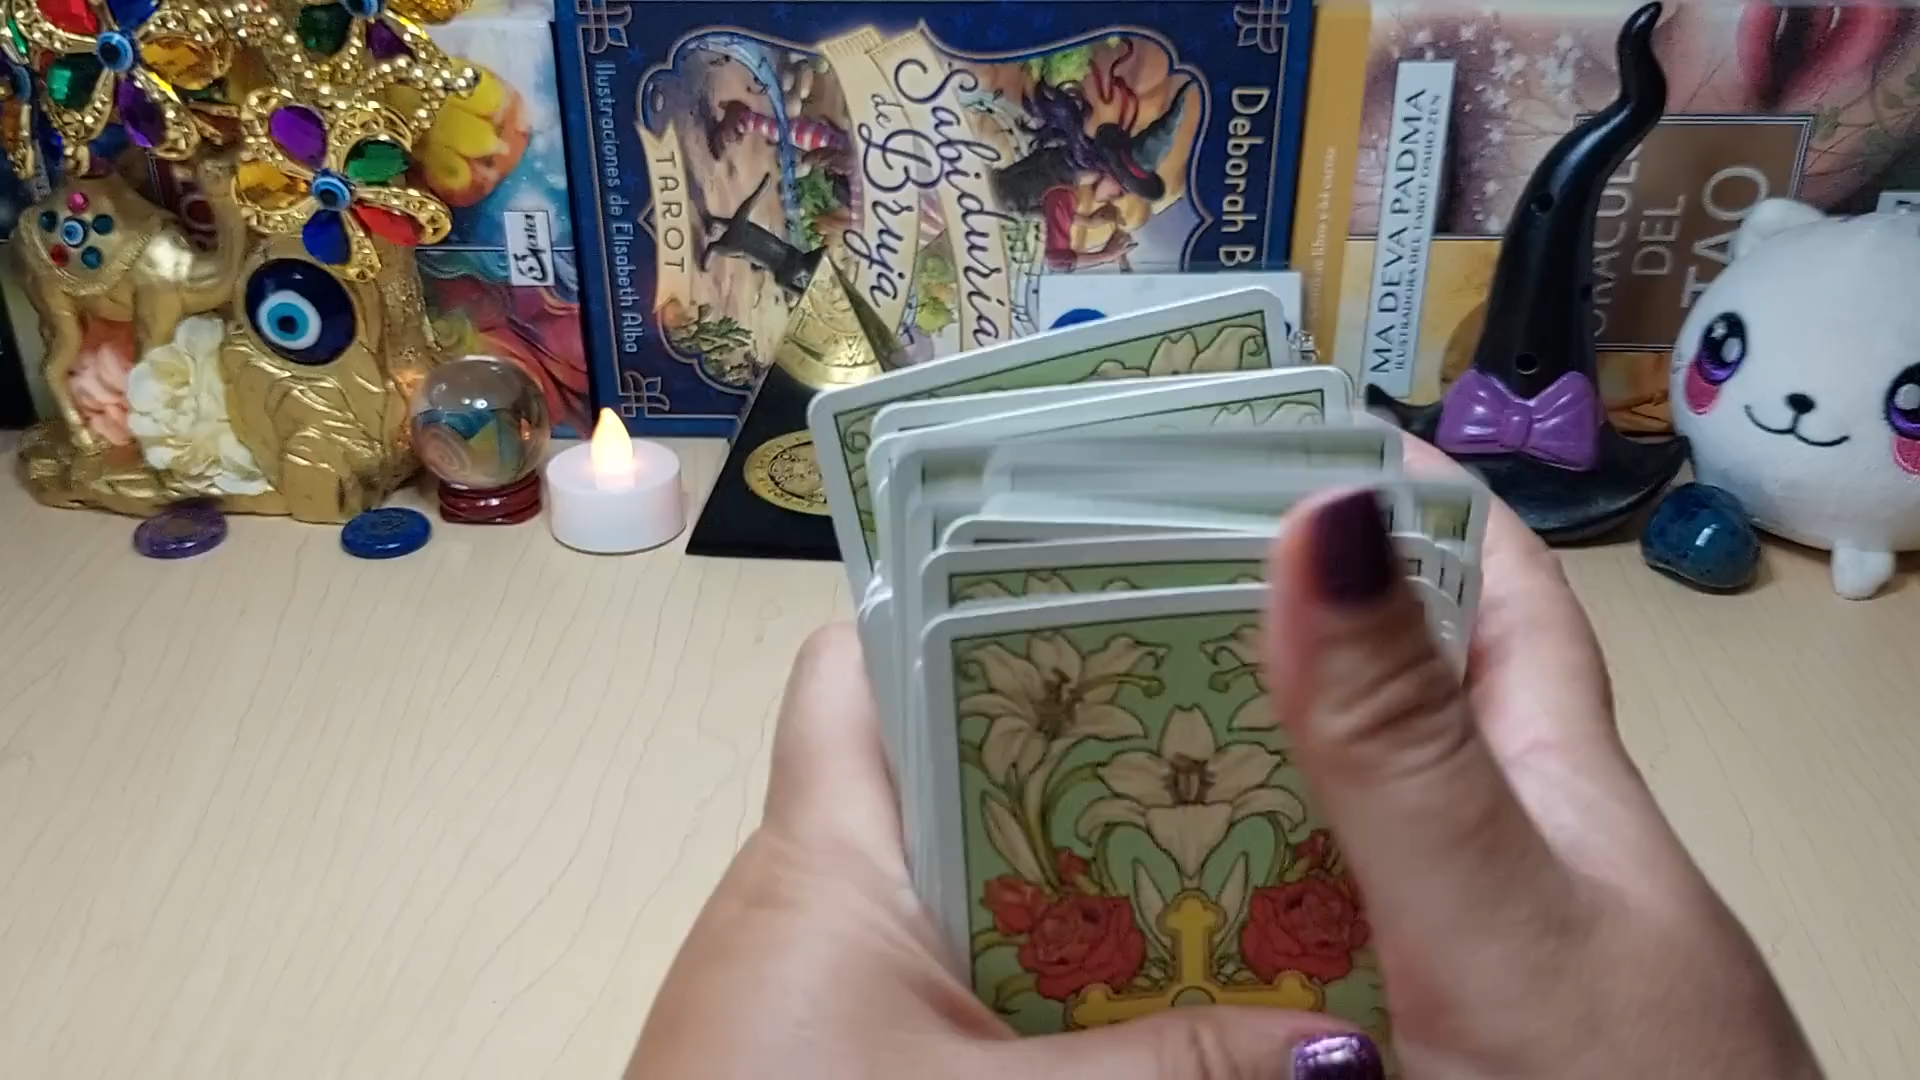 Ilustraciones de Elisabeth Alba
TAROT
Sabiduría
de Bruja
Deborah B
MA DEVA PADMA
ILUSTRADORA DEL TAROT OSHO ZEN
DEL
TAO